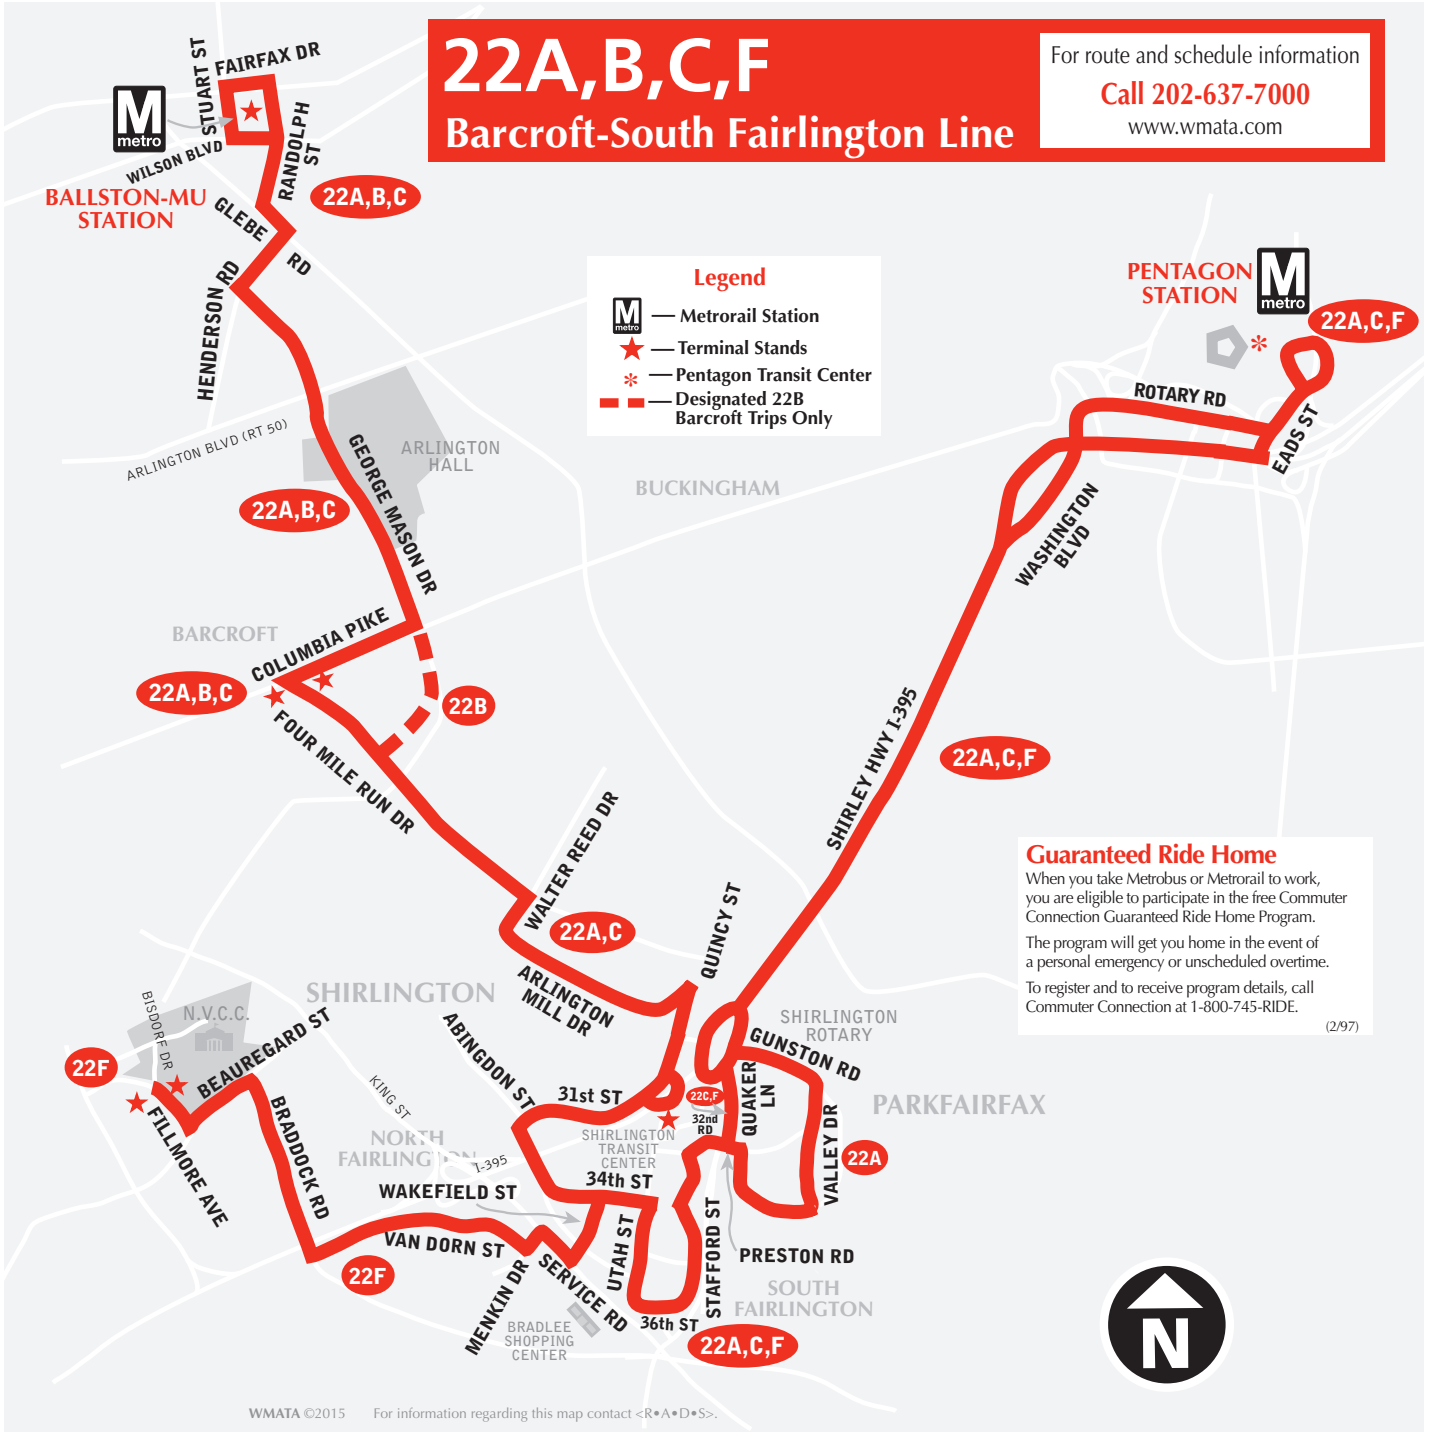 22A,B,C,F
Barcroft-South Fairlington Line
For route and schedule information
Call 202-637-7000
www.wmata.com
STUART ST
FAIRFAX DR
M
metro
WILSON BLVD
RANDOLPH
ST
BALLSTON-MU
STATION
22A,B,C
GLEBE
RD
HENDERSON RD
Legend
M
metro
Metrorail Station
Terminal Stands
Pentagon Transit Center
Designated 22B
Barcroft Trips Only
PENTAGON
STATION
M
metro
22A,C,F
ROTARY RD
EADS ST
ARLINGTON BLVD (RT 50)
GEORGE MASON DR
ARLINGTON
HALL
BUCKINGHAM
22A,B,C
WASHINGTON
BLVD
BARCROFT
COLUMBIA PIKE
22A,B,C
22B
FOUR MILE RUN DR
SHIRLEY HWY I-395
22A,C,F
WALTER REED DR
22A,C
QUINCY ST
Guaranteed Ride Home
When you take Metrobus or Metrorail to work,
you are eligible to participate in the free Commuter
Connection Guaranteed Ride Home Program.
The program will get you home in the event of
a personal emergency or unscheduled overtime.
To register and to receive program details, call
Commuter Connection at 1-800-745-RIDE.
(2/97)
SHIRLINGTON
ARLINGTON
MILL DR
BISDORF DR
N.V.C.C.
BEAUREGARD ST
ABINGDON ST
SHIRLINGTON
ROTARY
GUNSTON RD
22F
KING ST
31st ST
22C,F
32nd
RD
QUAKER
LN
PARKFAIRFAX
VALLEY DR
22A
FILLMORE AVE
BRADDOCK RD
NORTH
FAIRLINGTON
I-395
SHIRLINGTON
TRANSIT
CENTER
34th ST
WAKEFIELD ST
VAN DORN ST
22F
UTAH ST
STAFFORD ST
PRESTON RD
SOUTH
FAIRLINGTON
MENKIN DR
SERVICE RD
36th ST
22A,C,F
BRADLEE
SHOPPING
CENTER
N
WMATA ©2015
For information regarding this map contact <R•A•D•S>.